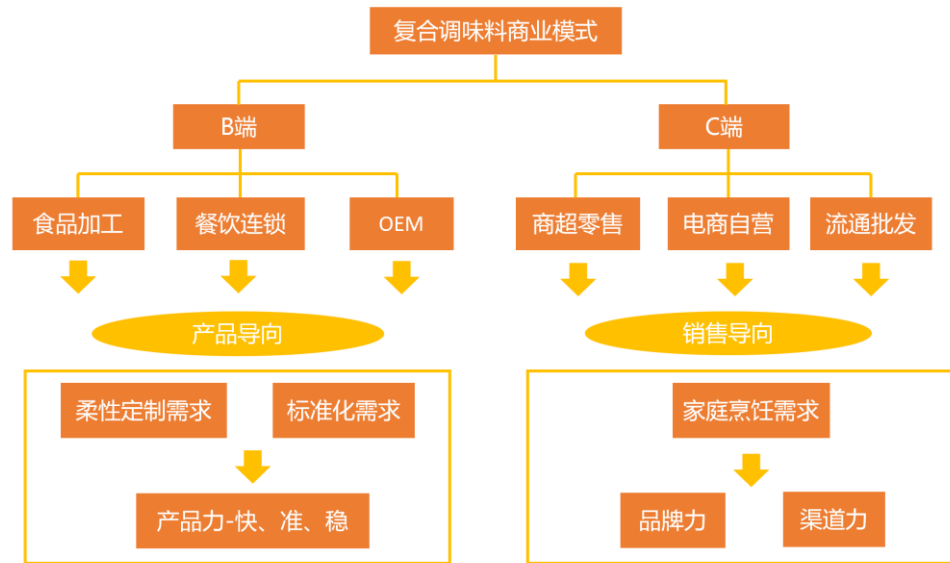 复合调味料商业模式
B端
C端
食品加工
餐饮连锁
OEM
商超零售
电商自营
流通批发
产品导向
销售导向
柔性定制需求
标准化需求
家庭烹饪需求
产品力-快、准、稳
品牌力
渠道力